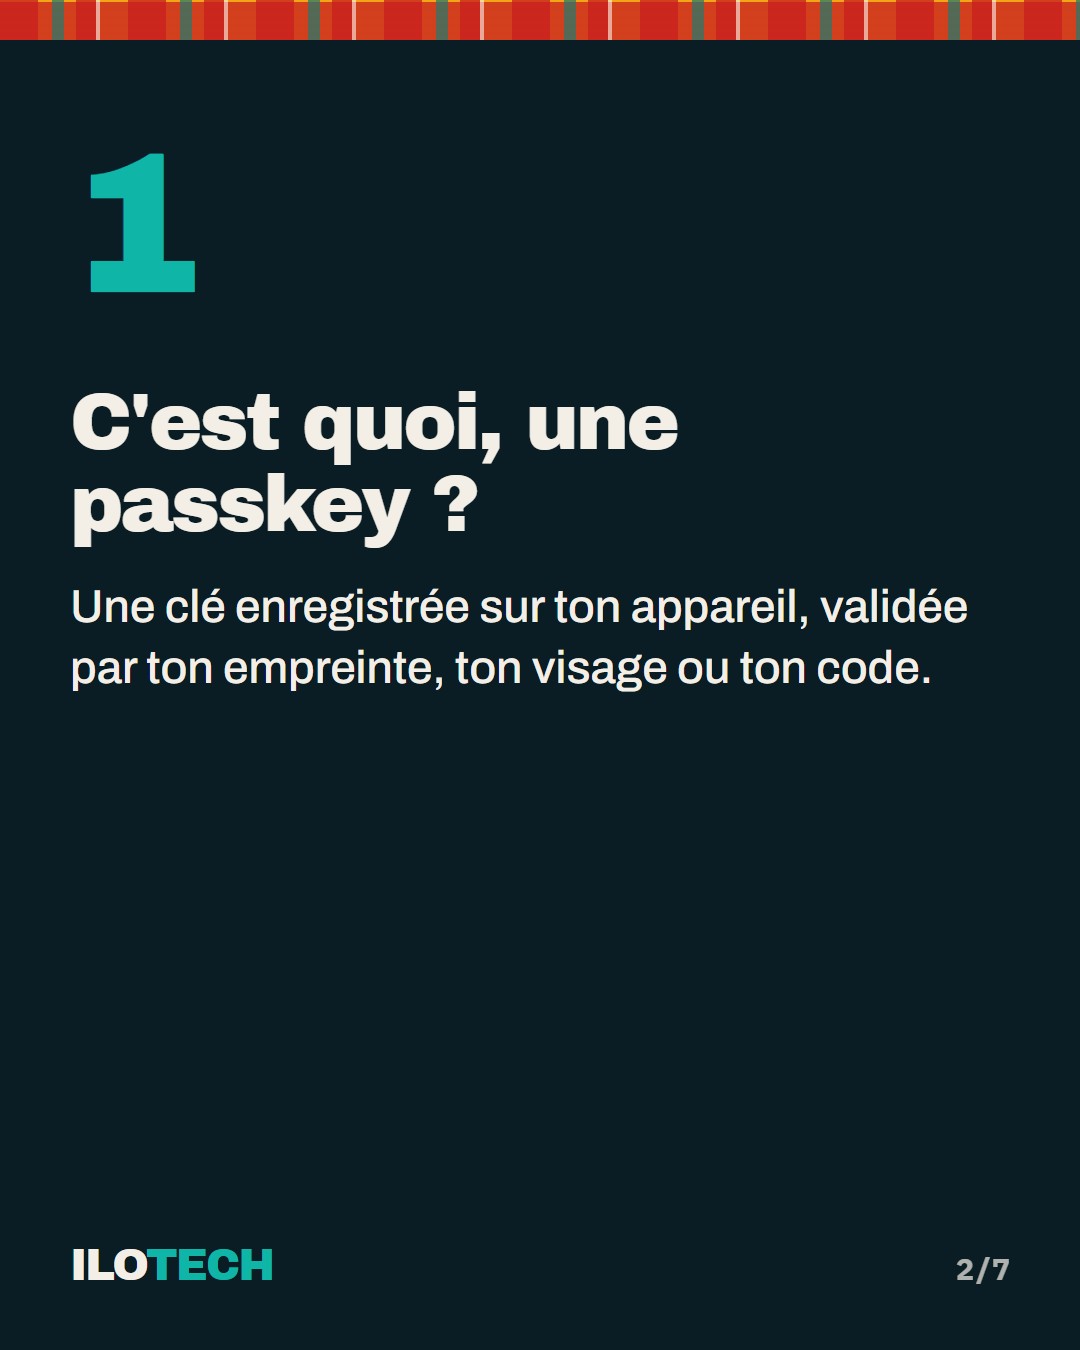 1
C'est quoi, une
passkey ?
Une clé enregistrée sur ton appareil, validée
par ton empreinte, ton visage ou ton code.
ILOTECH
2/7